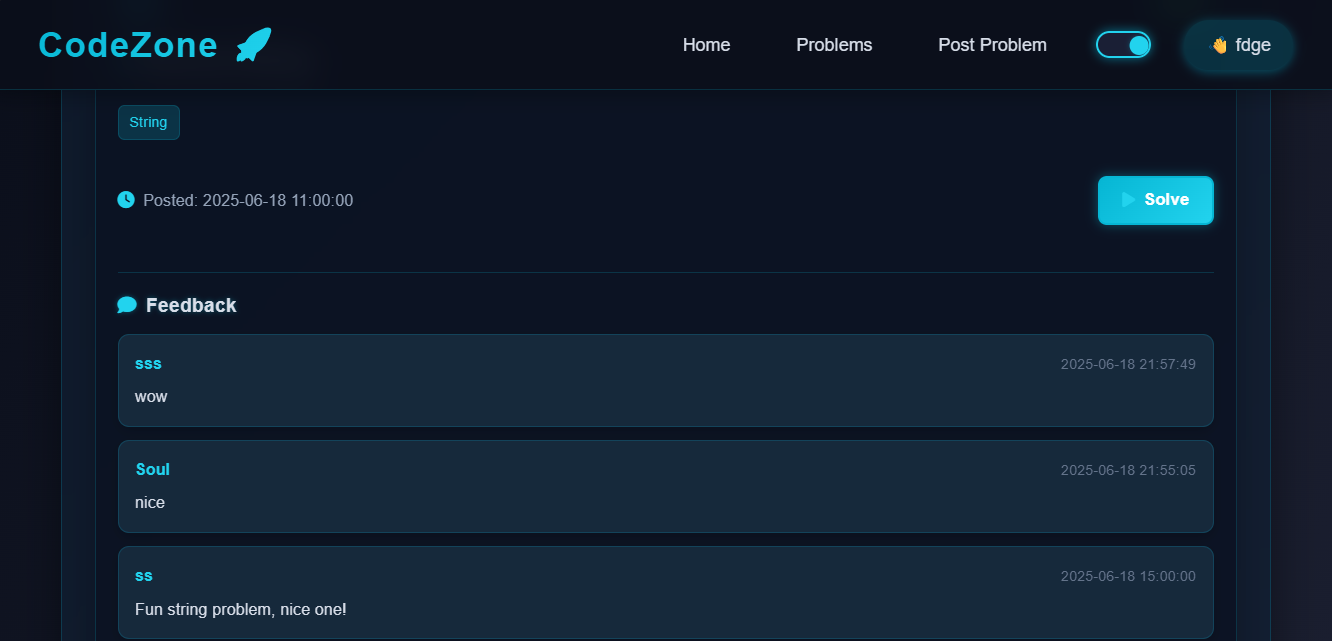 CodeZone
Home Problems Post Problem 👋 fdge
String
Posted: 2025-06-18 11:00:00 Solve
Feedback
sss 2025-06-18 21:57:49
wow
Soul 2025-06-18 21:55:05
nice
ss 2025-06-18 15:00:00
Fun string problem, nice one!